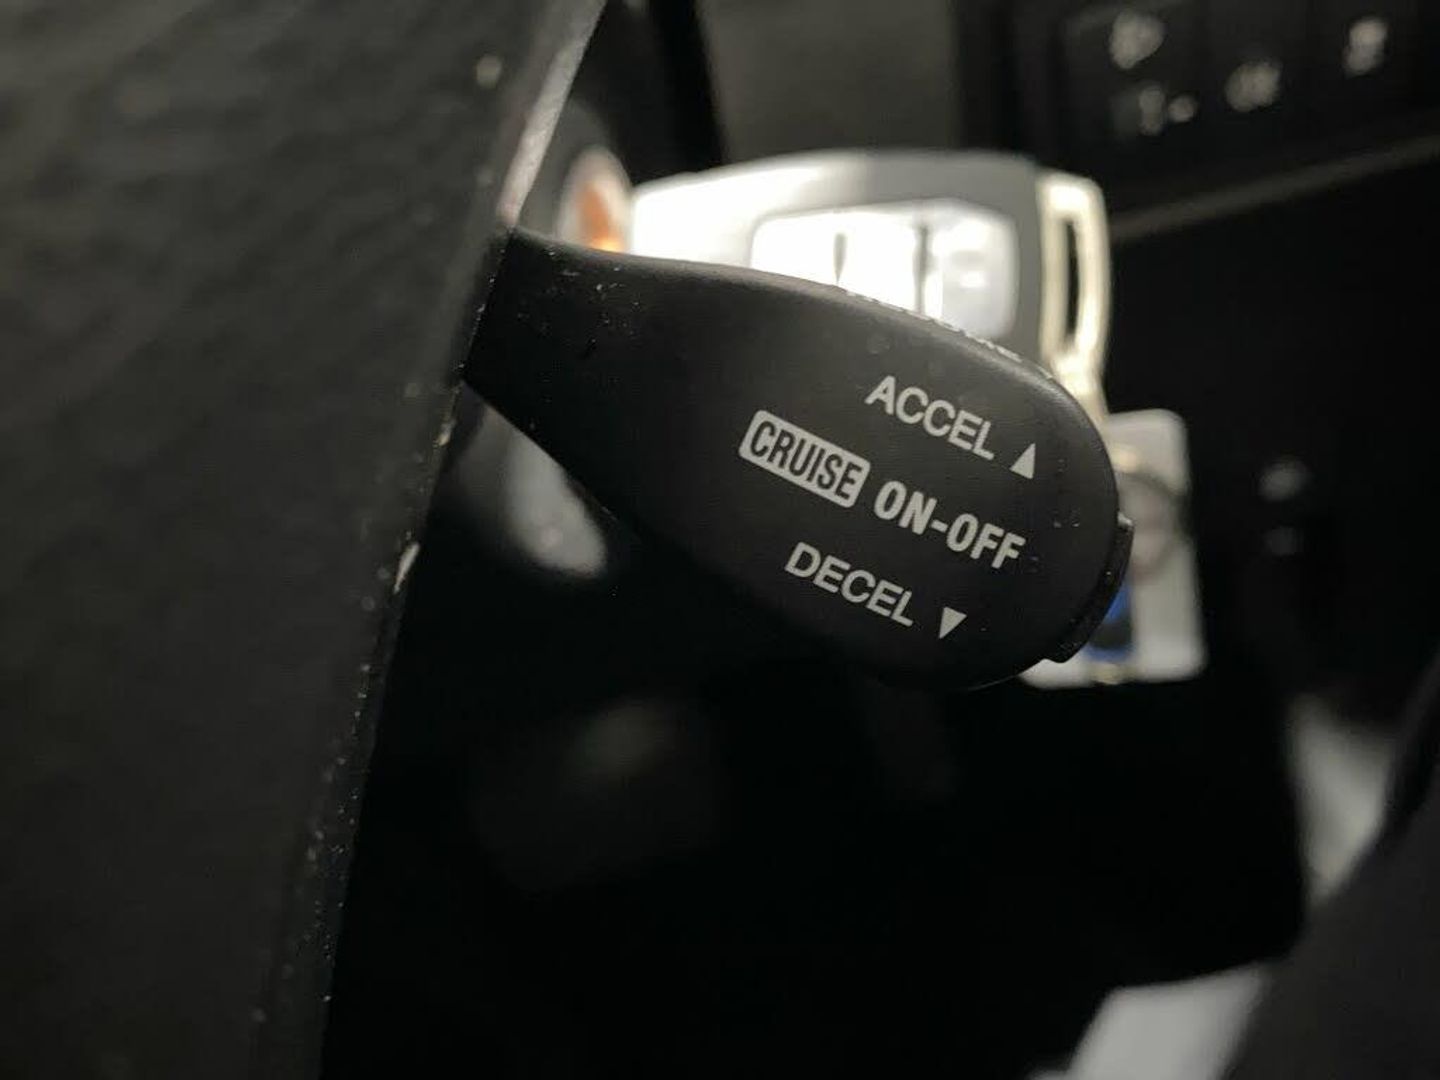 ACCEL ▲
CRUISE ON-OFF
DECEL ▼